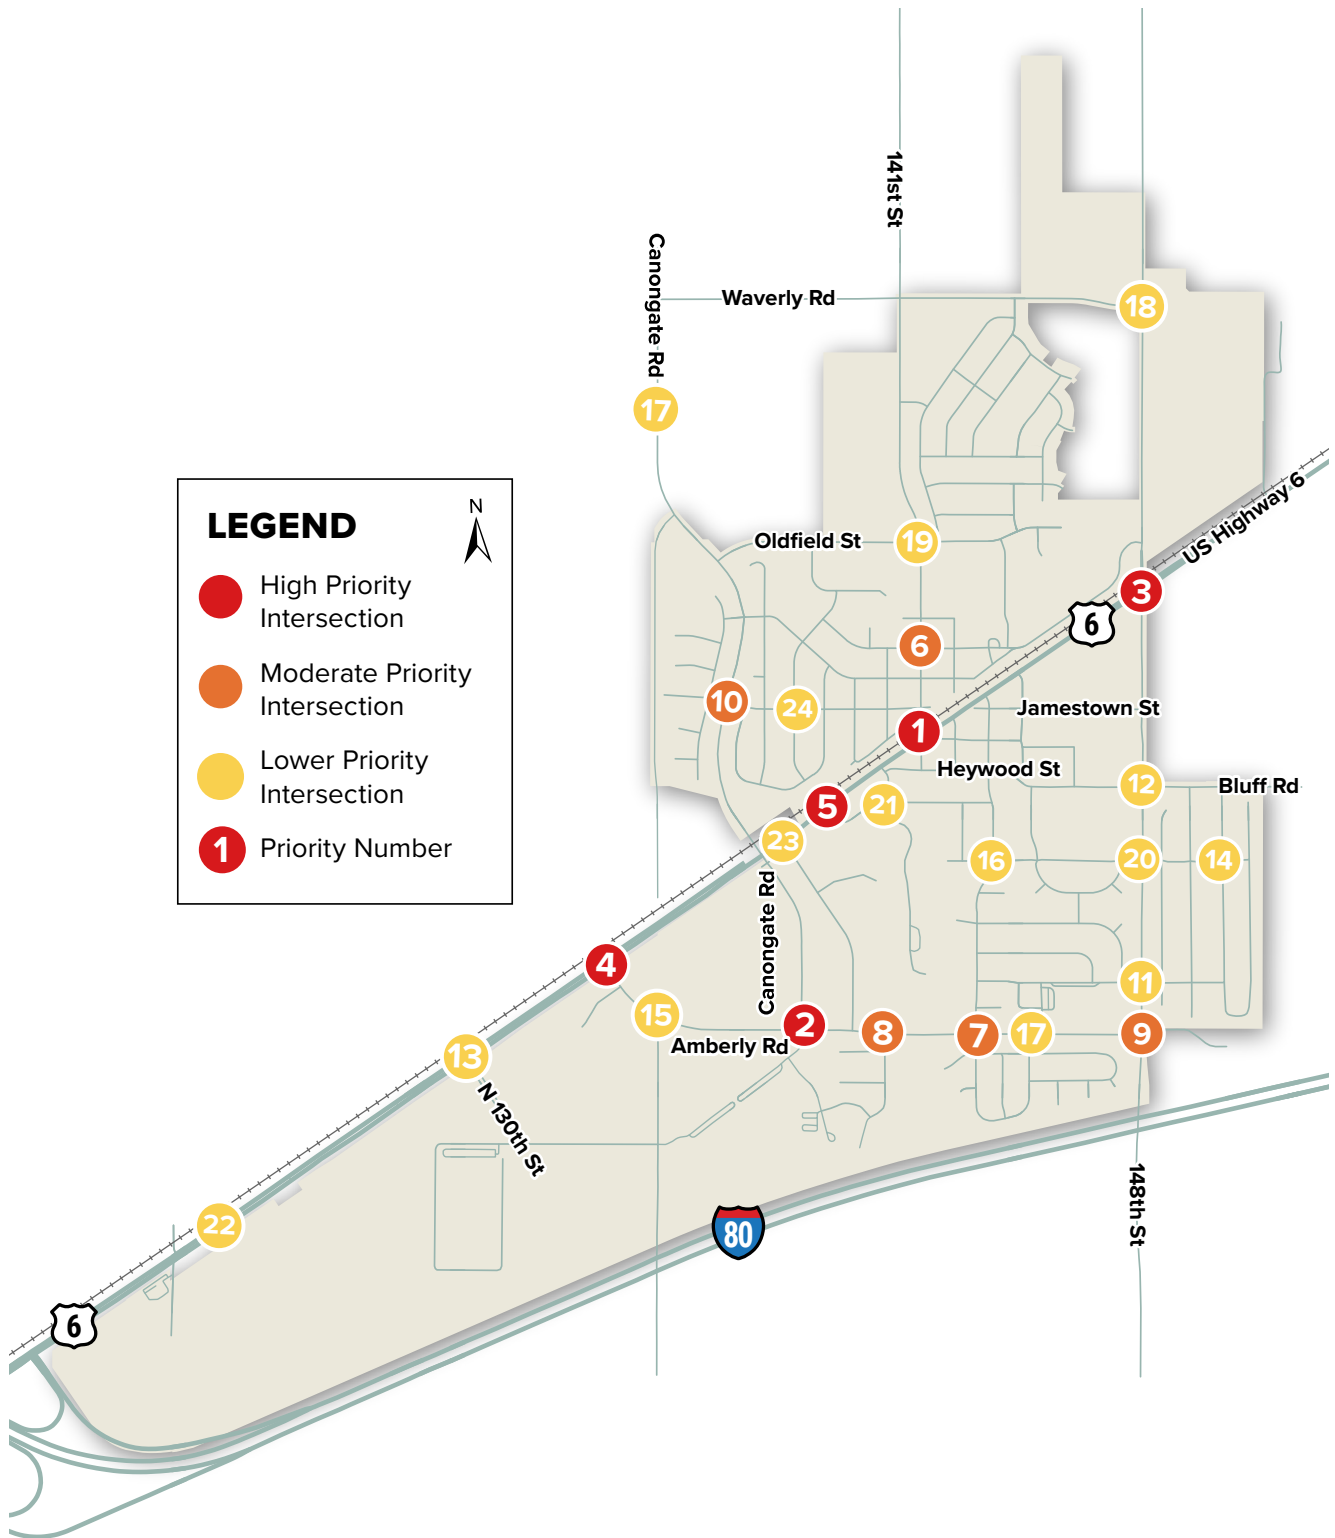 141st St
Canongate Rd
Waverly Rd
18
17
US Highway 6
LEGEND
N
High Priority
Intersection
Moderate Priority
Intersection
Lower Priority
Intersection
1
Priority Number
Oldfield St
19
3
6
6
10
24
Jamestown St
1
Heywood St
12
Bluff Rd
5
21
23
16
20
14
Canongate Rd
4
11
15
2
8
7
17
9
Amberly Rd
13
N 130th St
148th St
22
80
6